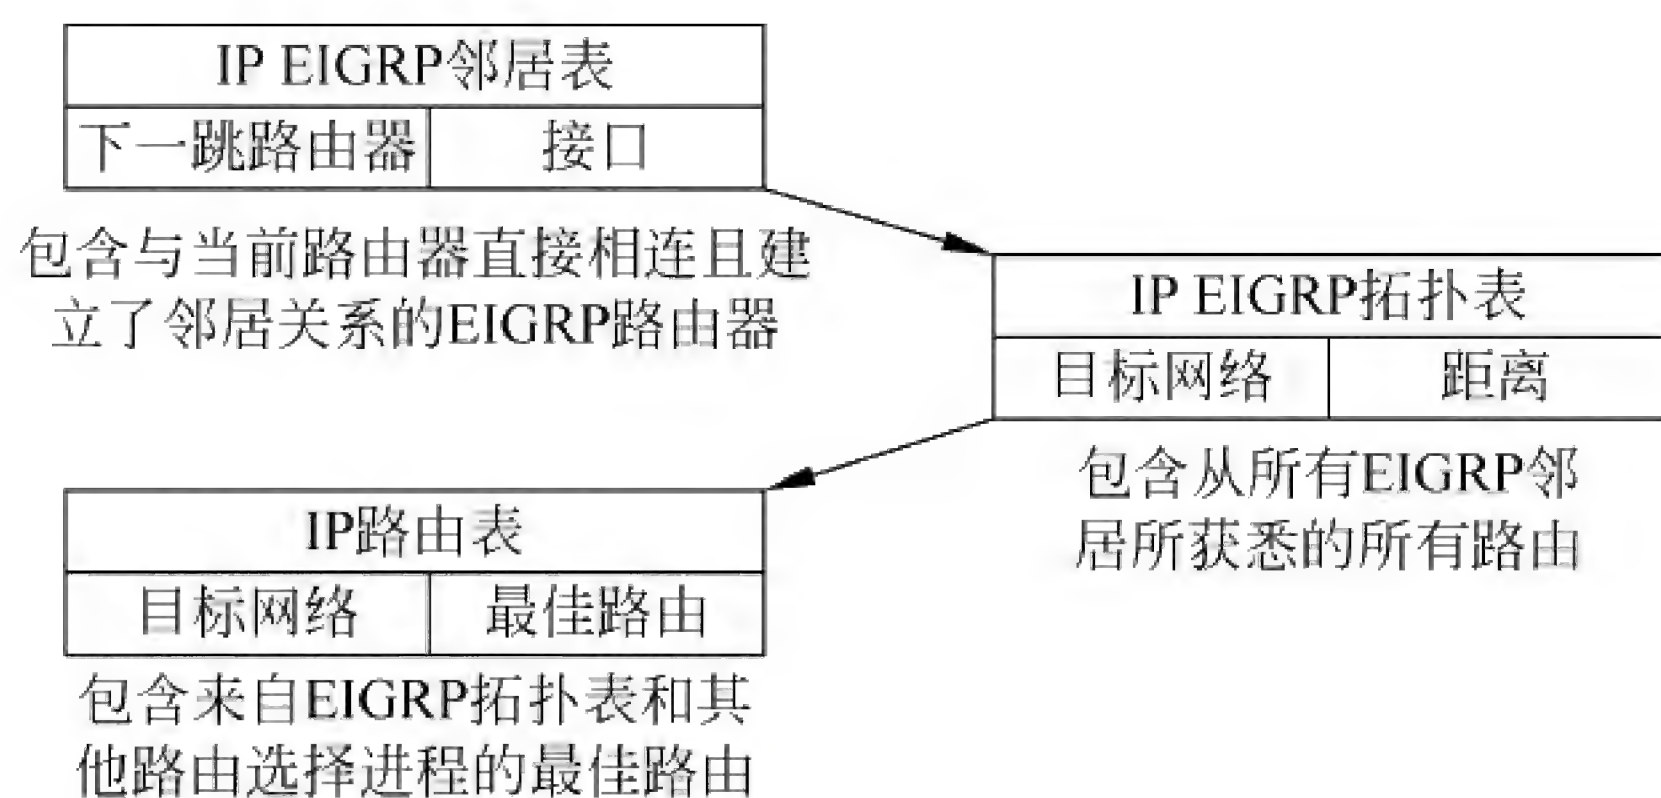 IP EIGRP邻居表
下一跳路由器 接口
包含与当前路由器直接相连且建
立了邻居关系的EIGRP路由器
IP EIGRP拓扑表
目标网络 距离
包含从所有EIGRP邻
居所获悉的所有路由
IP路由表
目标网络 最佳路由
包含来自EIGRP拓扑表和其
他路由选择进程的最佳路由